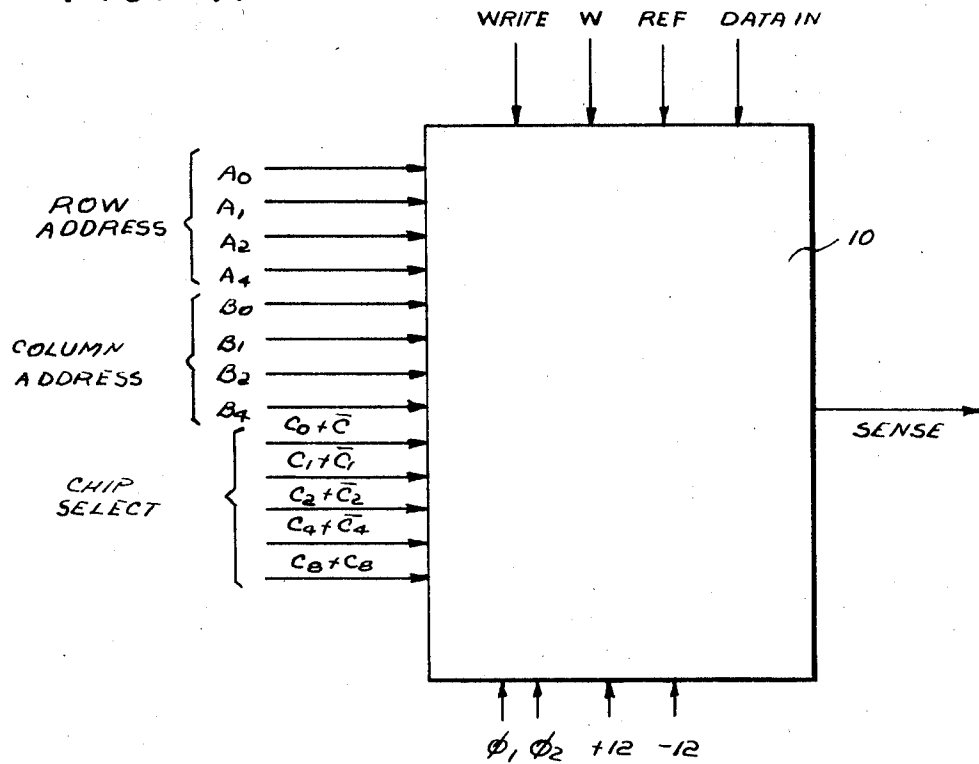 WRITE W REF DATA IN
ROW
ADDRESS
A₀
A₁
A₂
A₄
COLUMN
ADDRESS
B₀
B₁
B₂
B₄
CHIP
SELECT
C₀+C̅
C₁+C̅₁
C₂+C̅₂
C₄+C̅₄
C₈+C₈
10
SENSE
φ₁ φ₂ +12 -12